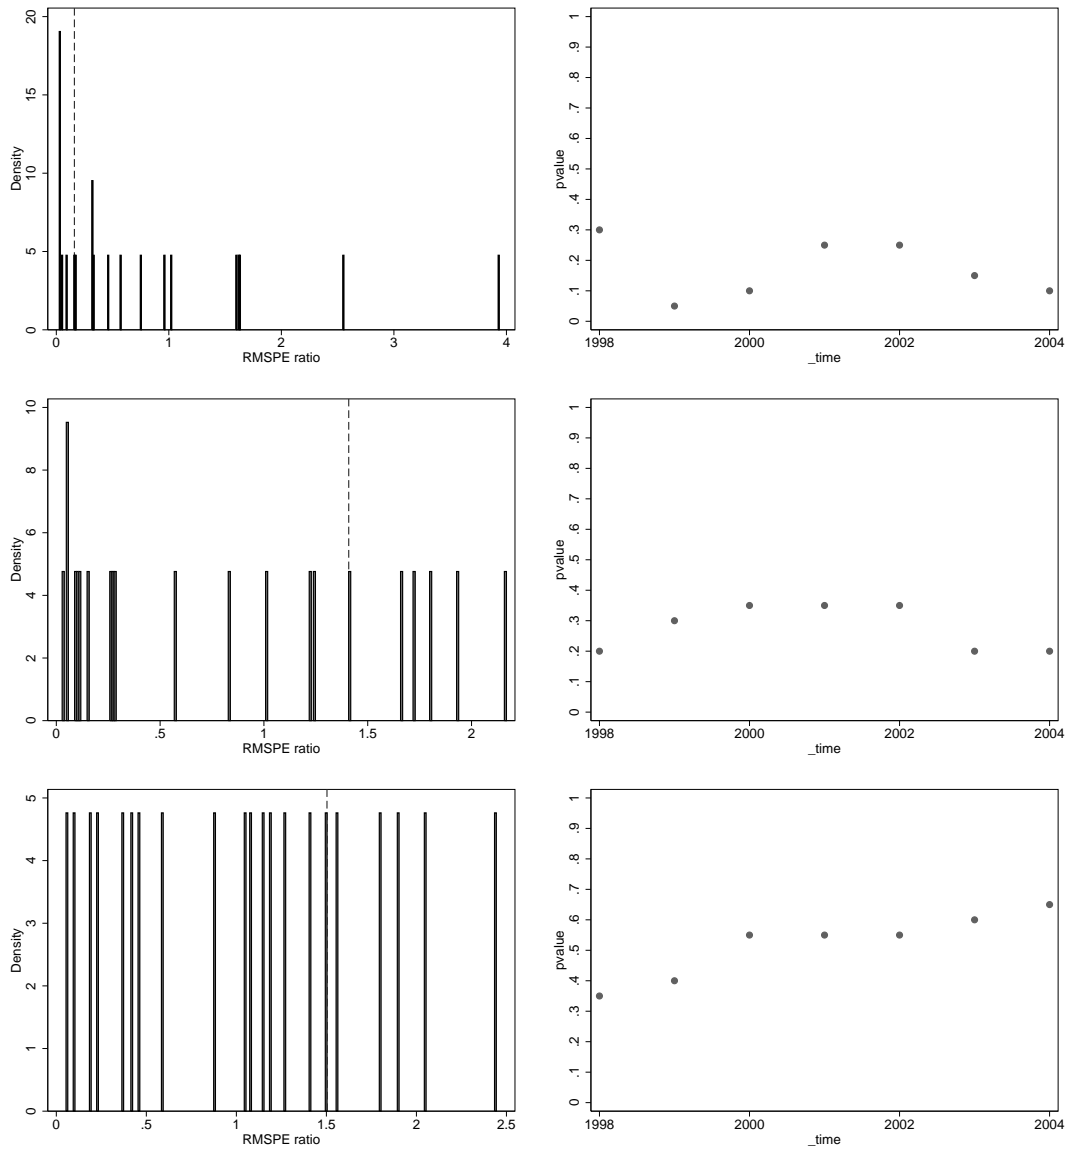 20
15
10
5
0
Density
0 1 2 3 4
RMSPE ratio
1
.9
.8
.7
.6
.5
.4
.3
.2
.1
0
pvalue
1998 2000 2002 2004
_time
10
8
6
4
2
0
Density
0 .5 1 1.5 2
RMSPE ratio
1
.9
.8
.7
.6
.5
.4
.3
.2
.1
0
pvalue
1998 2000 2002 2004
_time
5
4
3
2
1
0
Density
0 .5 1 1.5 2 2.5
RMSPE ratio
1
.9
.8
.7
.6
.5
.4
.3
.2
.1
0
pvalue
1998 2000 2002 2004
_time